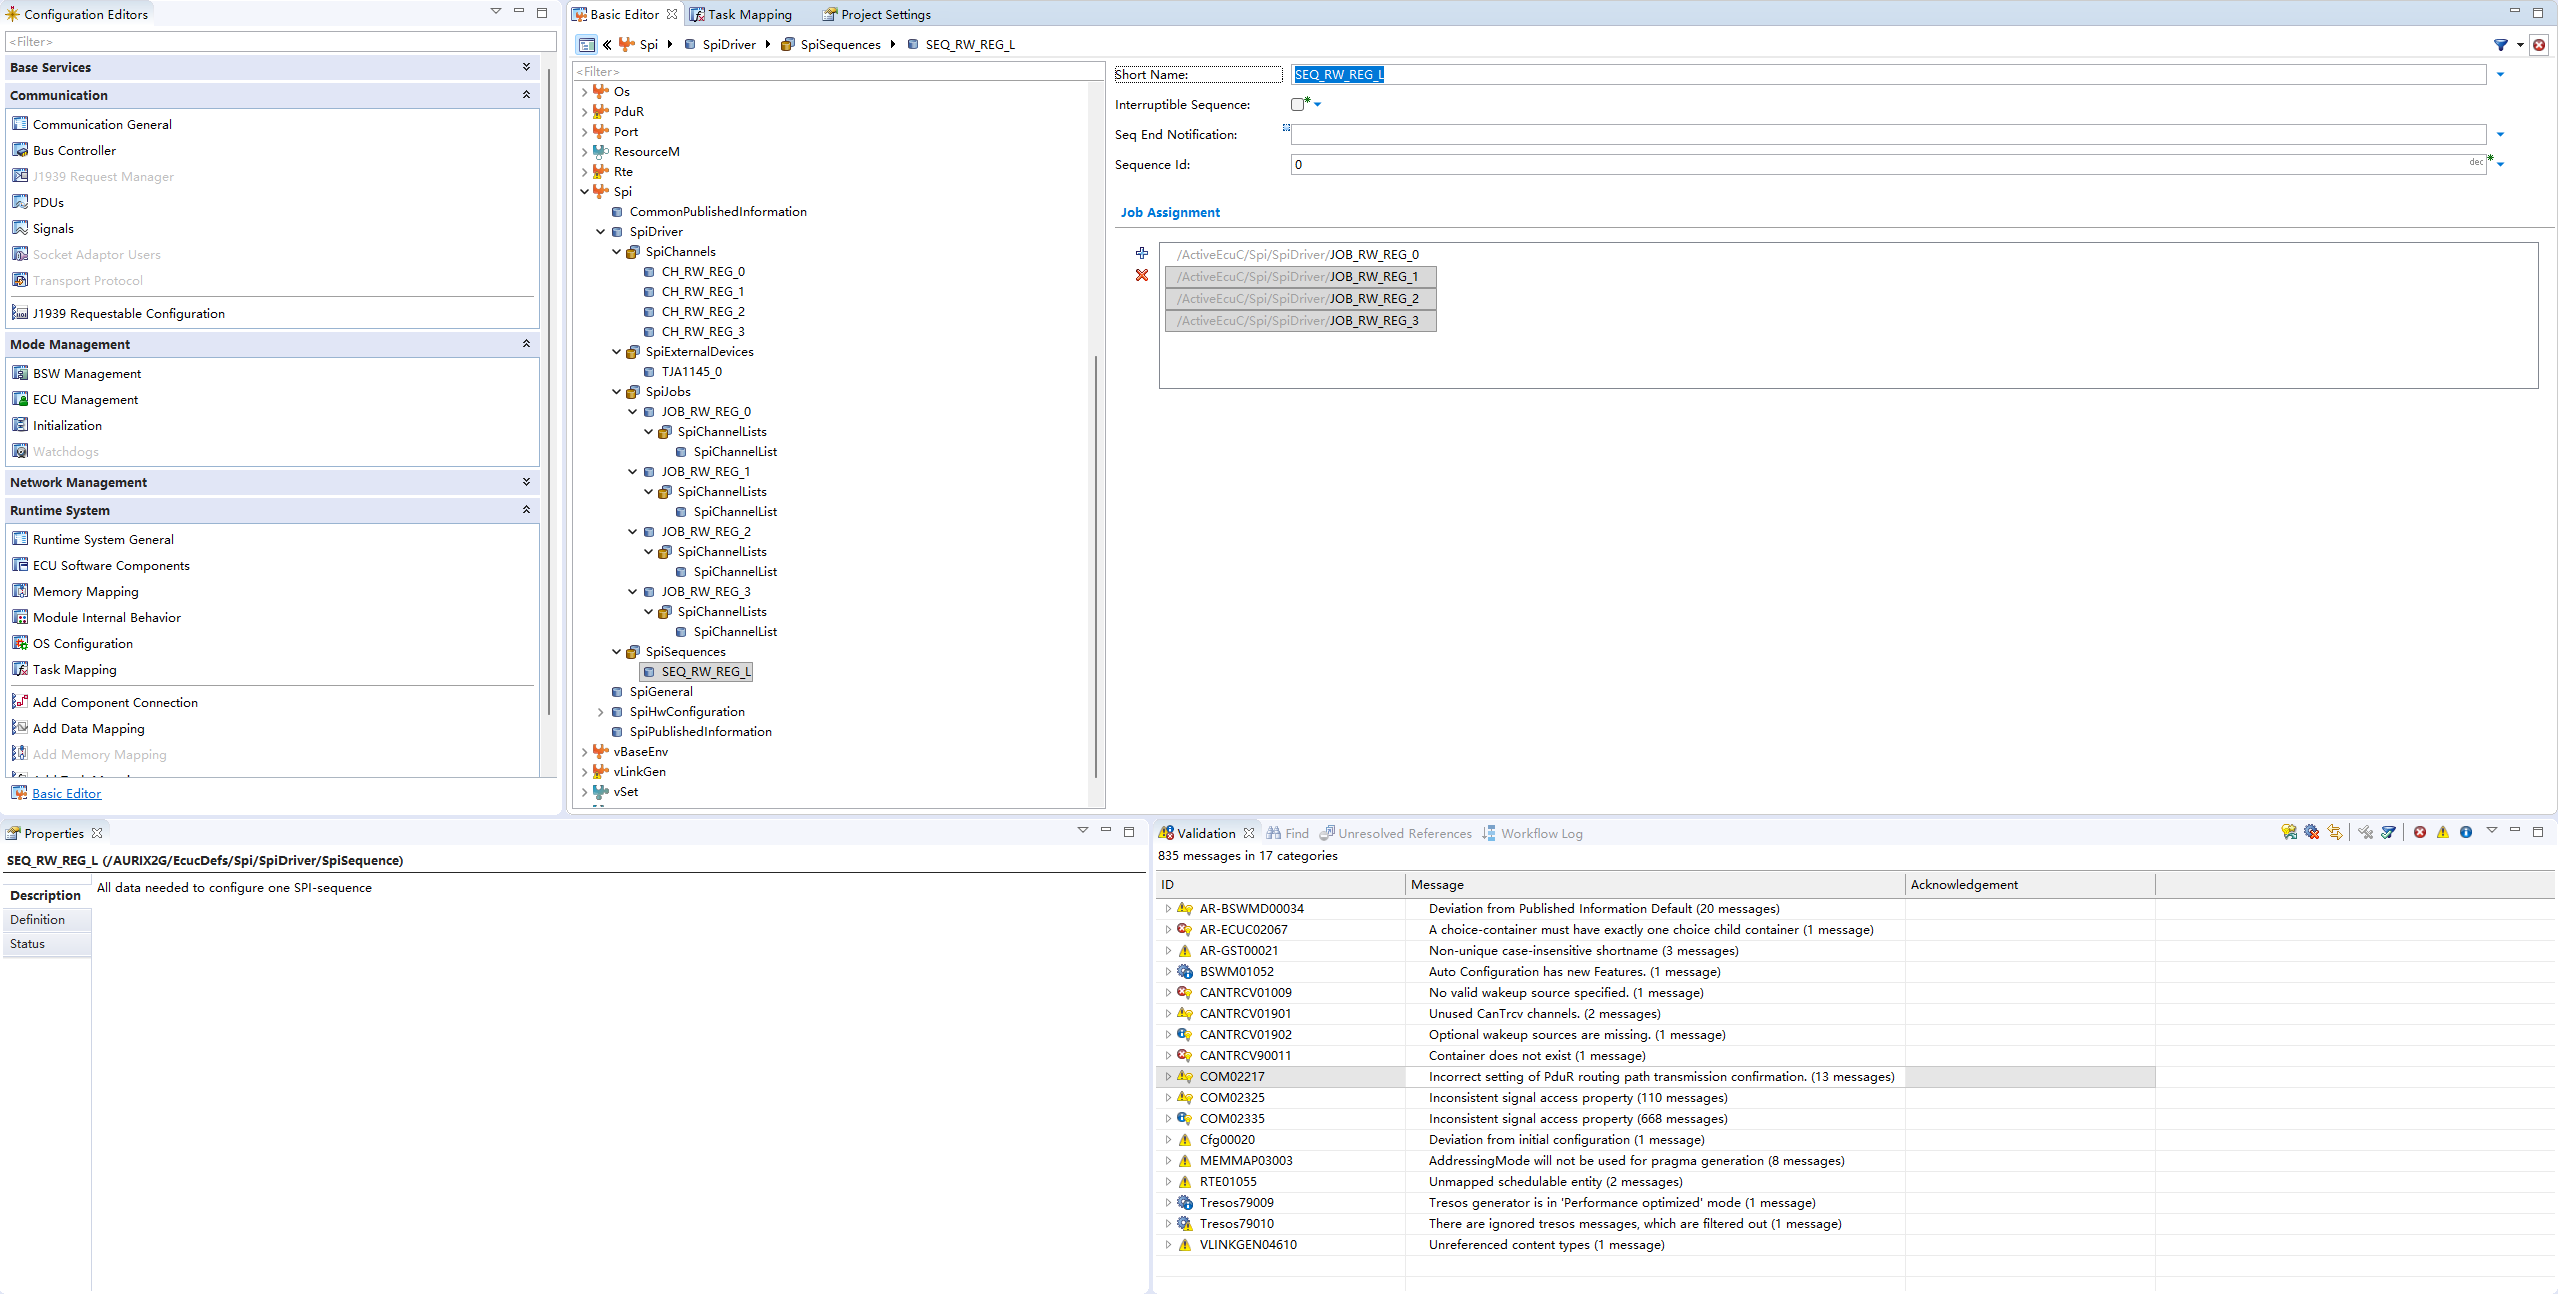 Configuration Editors
<Filter>
Base Services
Communication
Communication General
Bus Controller
J1939 Request Manager
PDUs
Signals
Socket Adaptor Users
Transport Protocol
J1939 Requestable Configuration
Mode Management
BSW Management
ECU Management
Initialization
Watchdogs
Network Management
Runtime System
Runtime System General
ECU Software Components
Memory Mapping
Module Internal Behavior
OS Configuration
Task Mapping
Add Component Connection
Add Data Mapping
Add Memory Mapping
Basic Editor
Basic Editor Task Mapping Project Settings
Spi SpiDriver SpiSequences SEQ_RW_REG_L
<Filter>
Os
PduR
Port
ResourceM
Rte
Spi
CommonPublishedInformation
SpiDriver
SpiChannels
CH_RW_REG_0
CH_RW_REG_1
CH_RW_REG_2
CH_RW_REG_3
SpiExternalDevices
TJA1145_0
SpiJobs
JOB_RW_REG_0
SpiChannelLists
SpiChannelList
JOB_RW_REG_1
SpiChannelLists
SpiChannelList
JOB_RW_REG_2
SpiChannelLists
SpiChannelList
JOB_RW_REG_3
SpiChannelLists
SpiChannelList
SpiSequences
SEQ_RW_REG_L
SpiGeneral
SpiHwConfiguration
SpiPublishedInformation
vBaseEnv
vLinkGen
vSet
Short Name: SEQ_RW_REG_L
Interruptible Sequence:
Seq End Notification:
Sequence Id: 0 dec
Job Assignment
/ActiveEcuC/Spi/SpiDriver/JOB_RW_REG_0
/ActiveEcuC/Spi/SpiDriver/JOB_RW_REG_1
/ActiveEcuC/Spi/SpiDriver/JOB_RW_REG_2
/ActiveEcuC/Spi/SpiDriver/JOB_RW_REG_3
Properties
SEQ_RW_REG_L (/AURIX2G/EcucDefs/Spi/SpiDriver/SpiSequence)
Description All data needed to configure one SPI-sequence
Definition
Status
Validation Find Unresolved References Workflow Log
835 messages in 17 categories
ID Message Acknowledgement
AR-BSWMD00034 Deviation from Published Information Default (20 messages)
AR-ECUC02067 A choice-container must have exactly one choice child container (1 message)
AR-GST00021 Non-unique case-insensitive shortname (3 messages)
BSWM01052 Auto Configuration has new Features. (1 message)
CANTRCV01009 No valid wakeup source specified. (1 message)
CANTRCV01901 Unused CanTrcv channels. (2 messages)
CANTRCV01902 Optional wakeup sources are missing. (1 message)
CANTRCV90011 Container does not exist (1 message)
COM02217 Incorrect setting of PduR routing path transmission confirmation. (13 messages)
COM02325 Inconsistent signal access property (110 messages)
COM02335 Inconsistent signal access property (668 messages)
Cfg00020 Deviation from initial configuration (1 message)
MEMMAP03003 AddressingMode will not be used for pragma generation (8 messages)
RTE01055 Unmapped schedulable entity (2 messages)
Tresos79009 Tresos generator is in 'Performance optimized' mode (1 message)
Tresos79010 There are ignored tresos messages, which are filtered out (1 message)
VLINKGEN04610 Unreferenced content types (1 message)